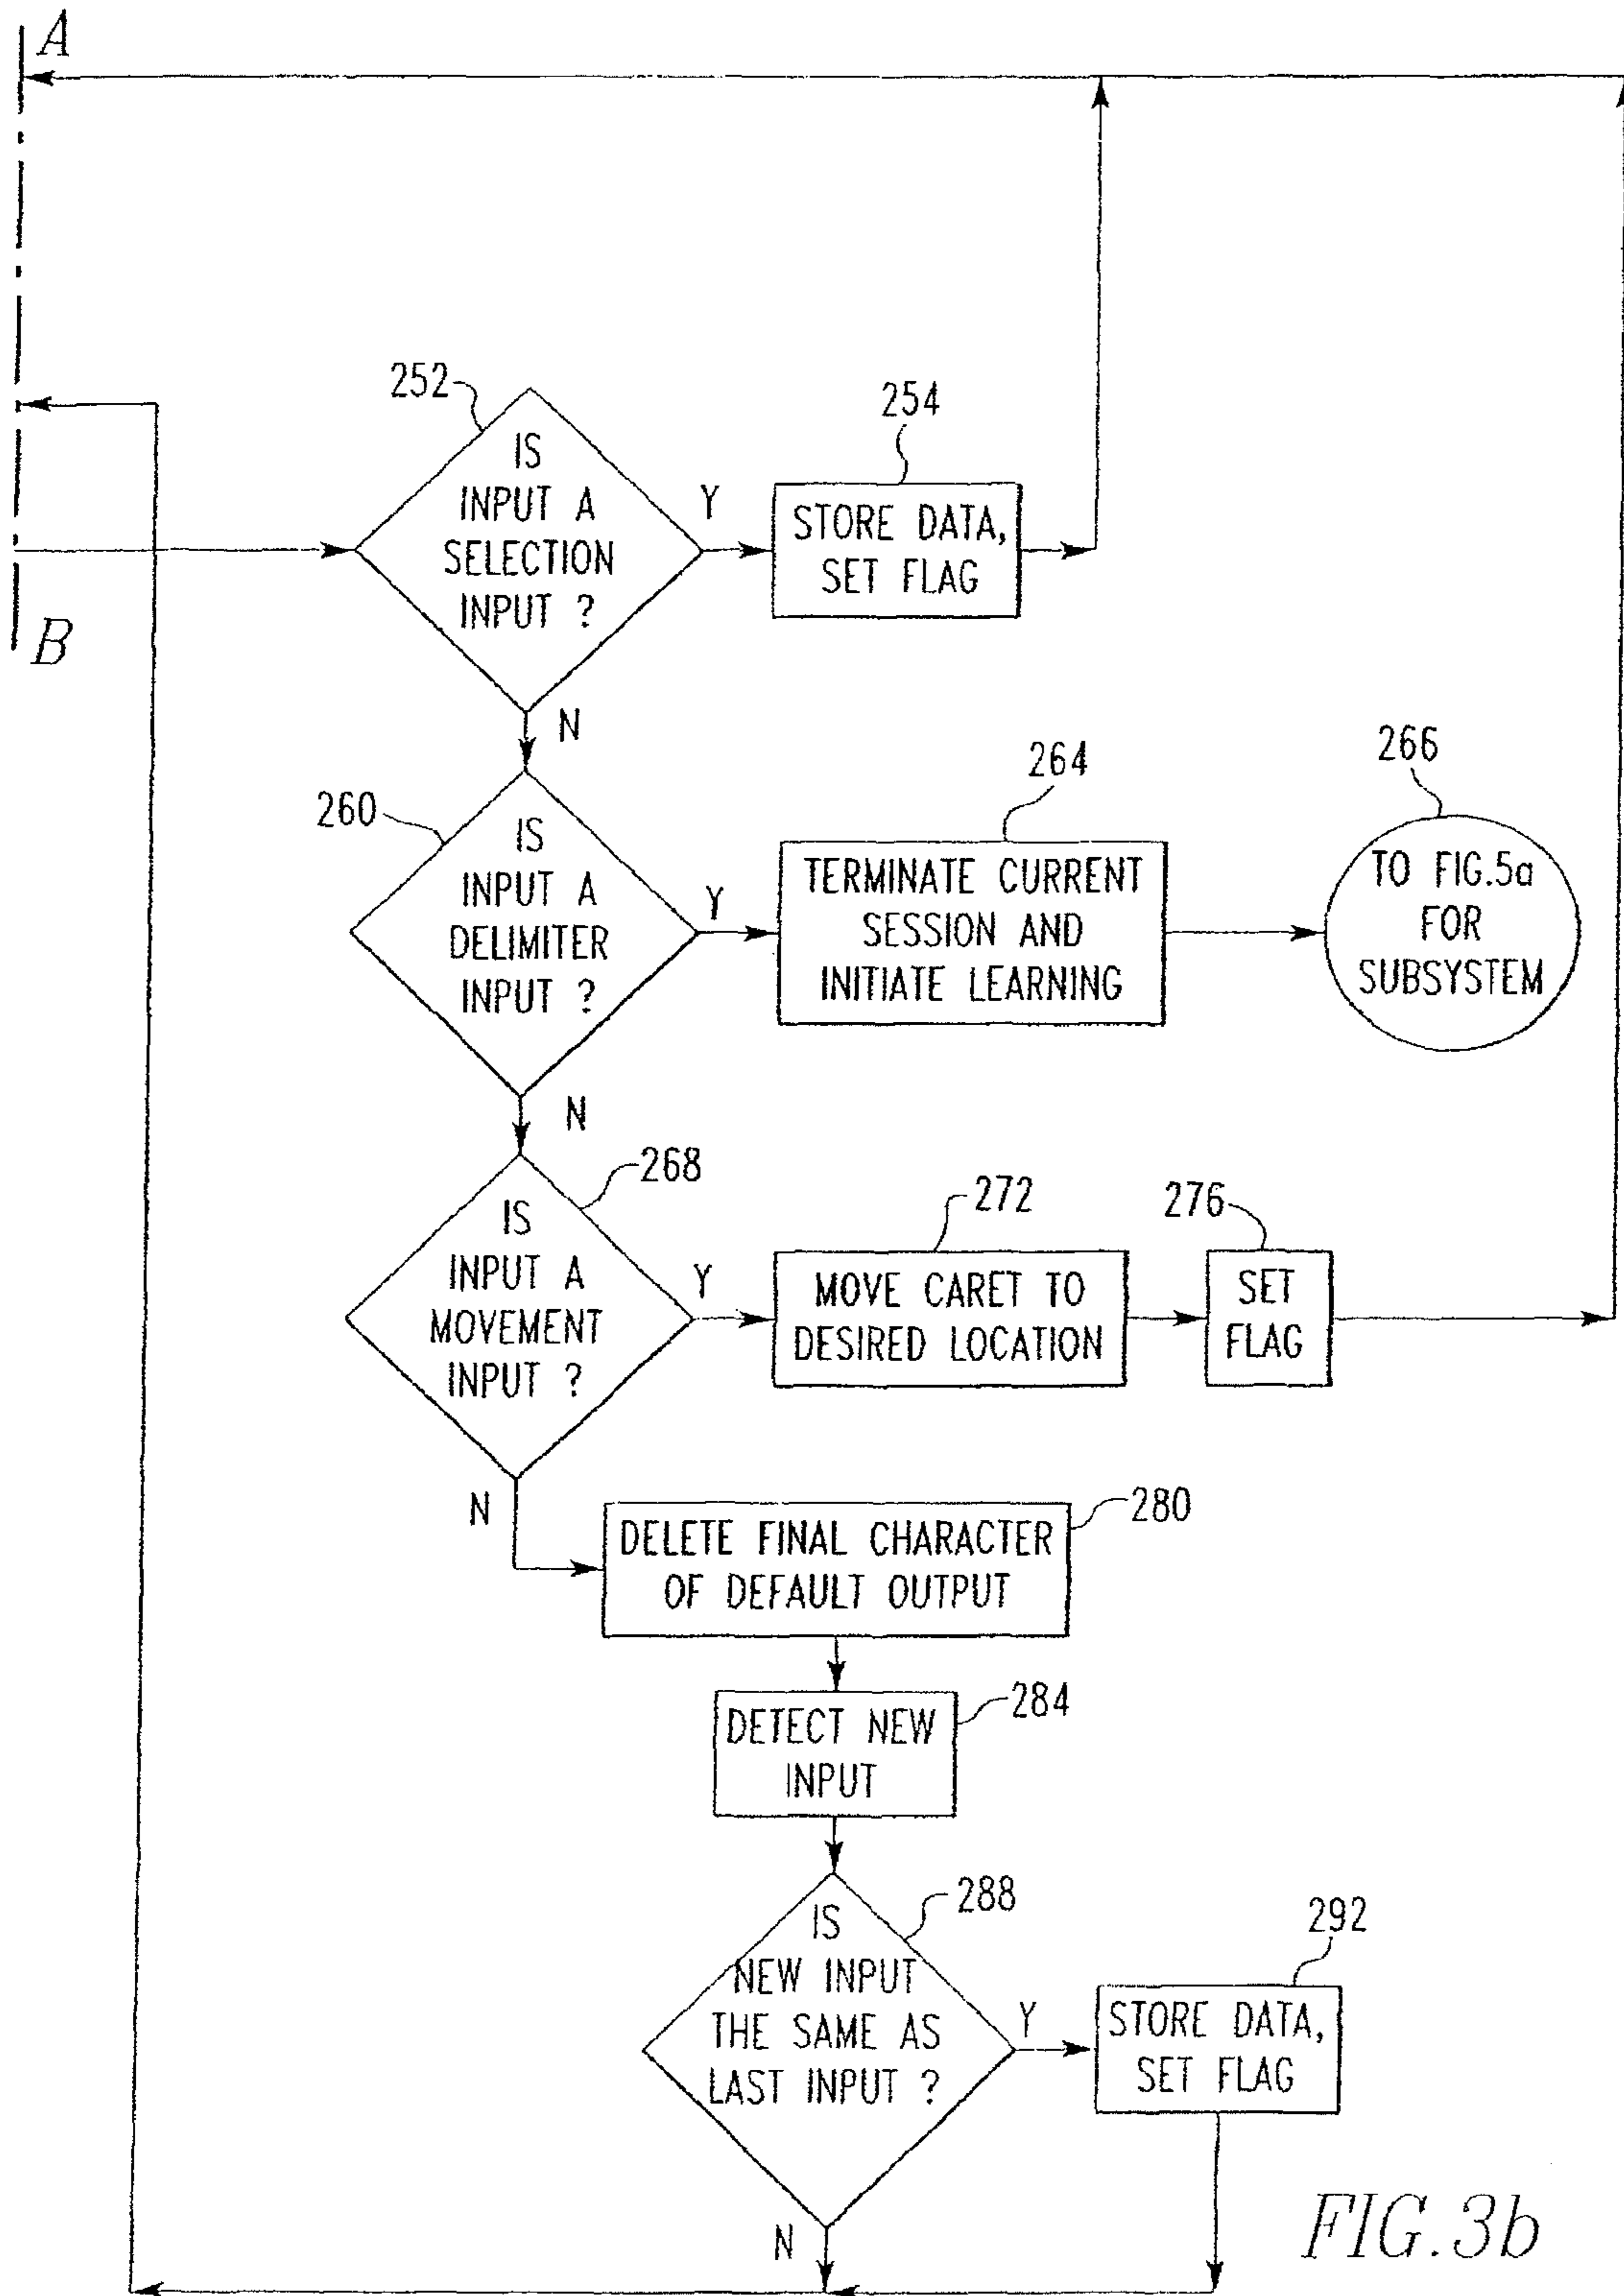 A
252
254
IS
INPUT A
SELECTION
INPUT ?
Y
STORE DATA,
SET FLAG
B
N
260
264
266
IS
INPUT A
DELIMITER
INPUT ?
Y
TERMINATE CURRENT
SESSION AND
INITIATE LEARNING
TO FIG.5a
FOR
SUBSYSTEM
N
268
272
276
IS
INPUT A
MOVEMENT
INPUT ?
Y
MOVE CARET TO
DESIRED LOCATION
SET
FLAG
N
280
DELETE FINAL CHARACTER
OF DEFAULT OUTPUT
284
DETECT NEW
INPUT
288
292
IS
NEW INPUT
THE SAME AS
LAST INPUT ?
Y
STORE DATA,
SET FLAG
N
FIG.3b